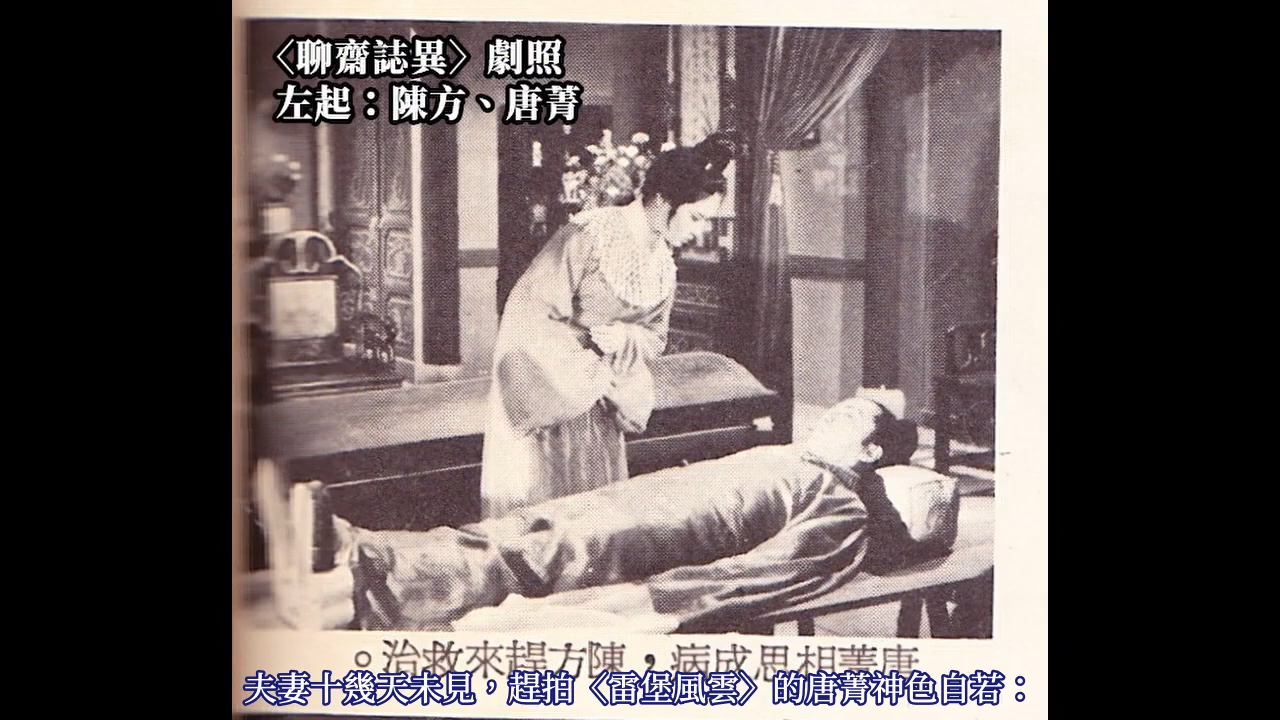 〈聊齋誌異〉劇照
左起：陳方、唐菁
唐菁相思成病，陳方趕來救治。
夫妻十幾天未見，趕拍〈雷堡風雲〉的唐菁神色自若：